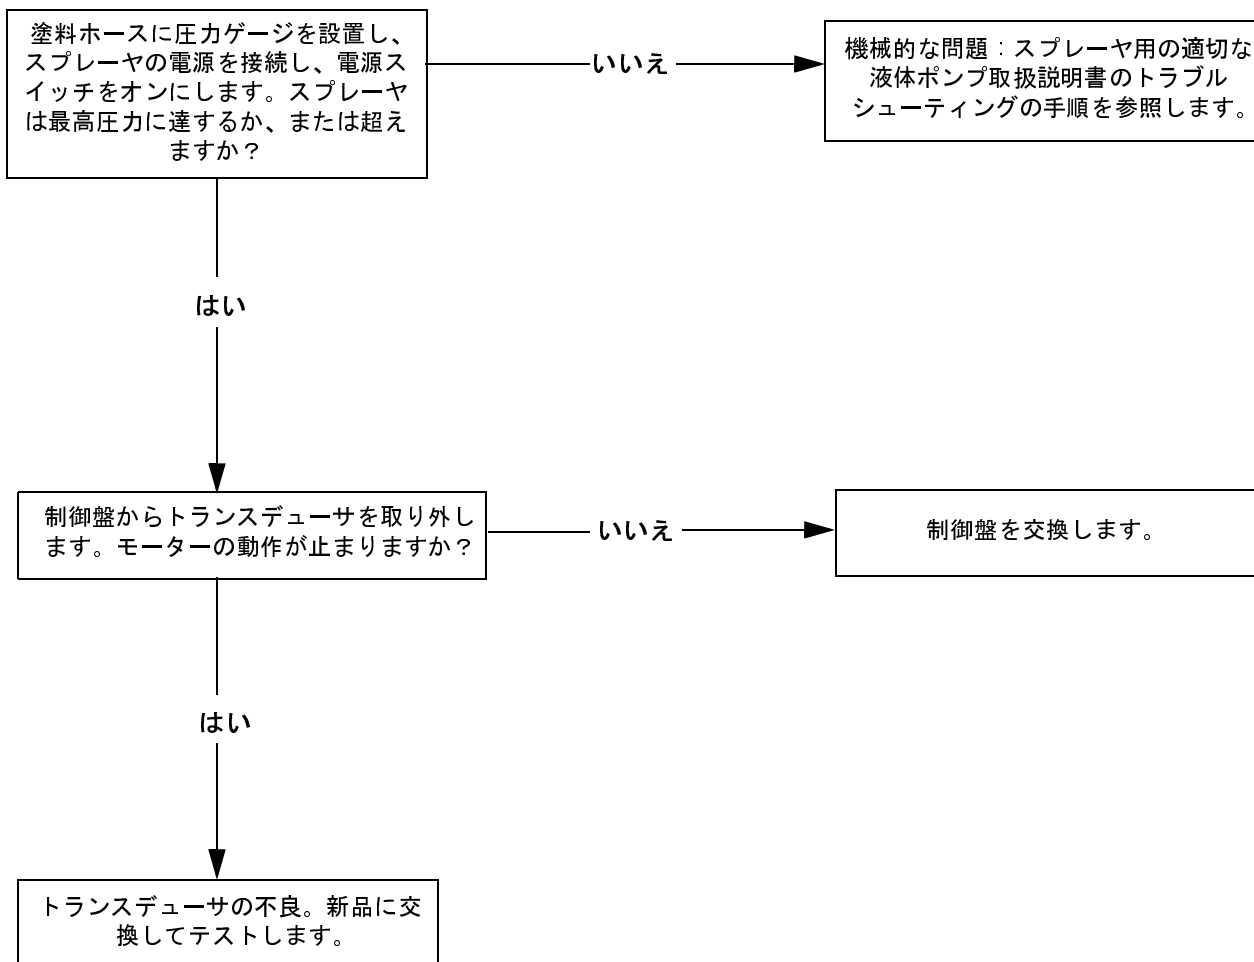 塗料ホースに圧力ゲージを設置し、
スプレーヤの電源を接続し、電源ス
イッチをオンにします。スプレーヤ
は最高圧力に達するか、または超え
ますか？
いいえ
機械的な問題：スプレーヤ用の適切な
液体ポンプ取扱説明書のトラブル
シューティングの手順を参照します。
はい
制御盤からトランスデューサを取り外し
ます。モーターの動作が止まりますか？
いいえ
制御盤を交換します。
はい
トランスデューサの不良。新品に交
換してテストします。